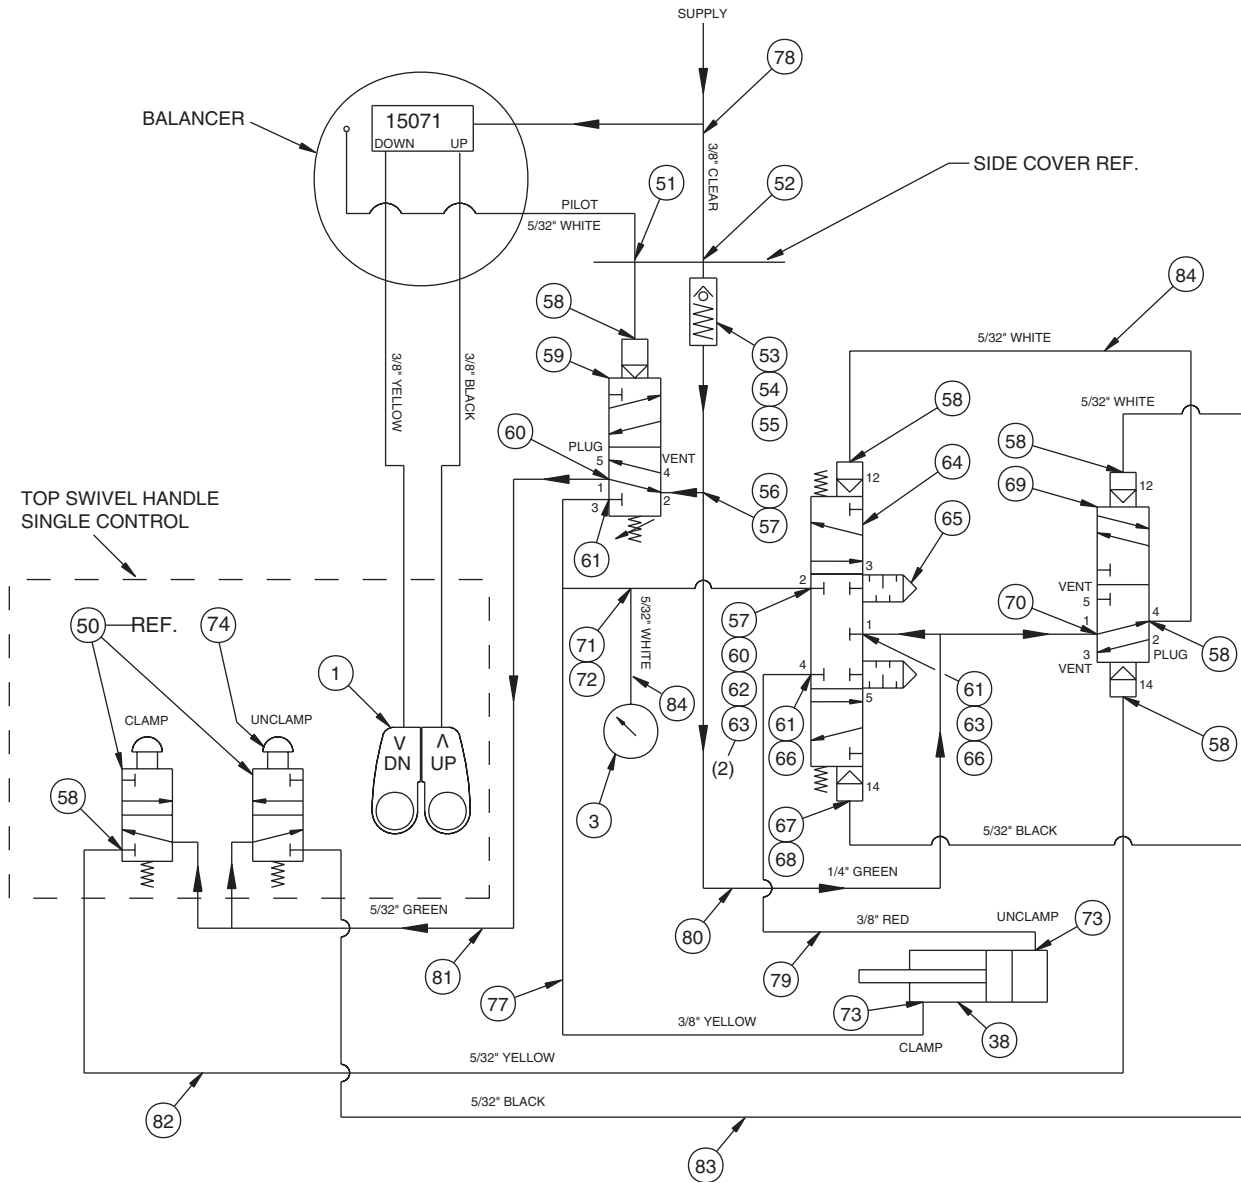 SUPPLY
78
BALANCER
15071
DOWN UP
3/8" CLEAR
SIDE COVER REF.
51
52
PILOT
5/32" WHITE
84
58
53
54
55
59
3/8" YELLOW
3/8" BLACK
5/32" WHITE
5/32" WHITE
58
58
60
PLUG
5
VENT
4
1
3
2
56
57
12
64
12
69
TOP SWIVEL HANDLE
SINGLE CONTROL
61
65
3
2
VENT
5
4
70
1
1
50
REF.
74
71
72
5/32" WHITE
57
60
62
63
3
VENT
2
PLUG
58
1
84
4
61
66
5
61
63
66
14
58
CLAMP
UNCLAMP
V
DN
Λ
UP
(2)
3
14
58
67
68
5/32" BLACK
1/4" GREEN
5/32" GREEN
81
80
3/8" RED
79
UNCLAMP
73
77
73
38
3/8" YELLOW
CLAMP
5/32" YELLOW
82
5/32" BLACK
83